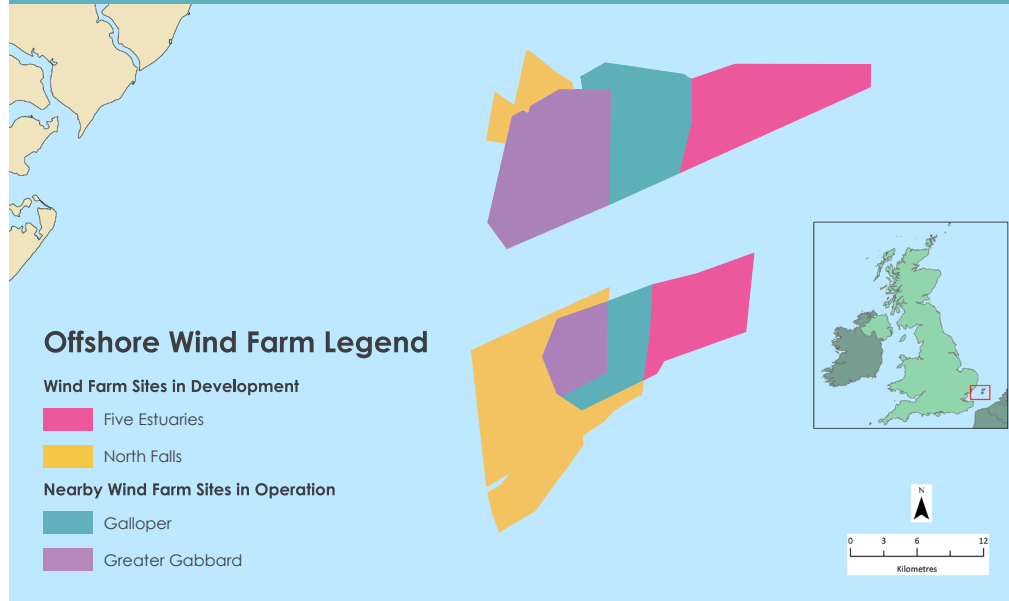 Offshore Wind Farm Legend
Wind Farm Sites in Development
Five Estuaries
North Falls
Nearby Wind Farm Sites in Operation
Galloper
Greater Gabbard
N
0 3 6 12
Kilometres